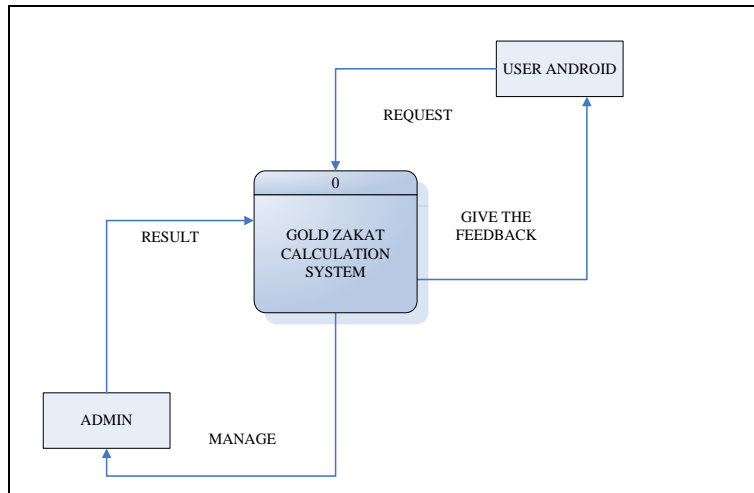 USER ANDROID
REQUEST
0
GOLD ZAKAT
CALCULATION
SYSTEM
GIVE THE
FEEDBACK
RESULT
ADMIN
MANAGE